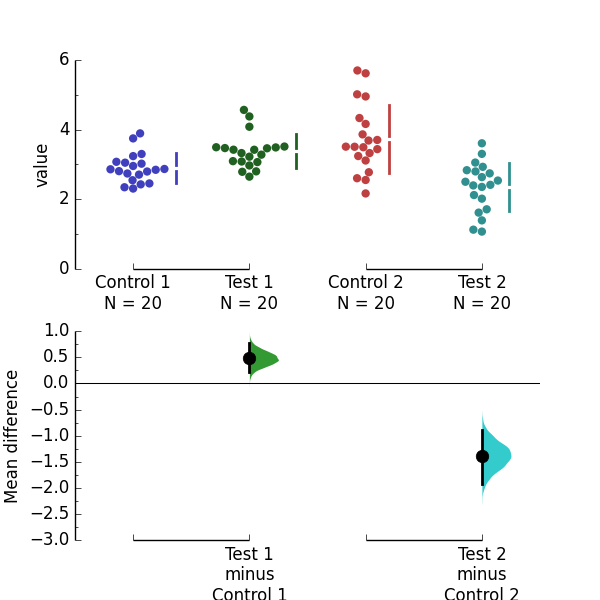 6
4
2
0
value
Control 1
N = 20
Test 1
N = 20
Control 2
N = 20
Test 2
N = 20
1.0
0.5
0.0
−0.5
−1.0
−1.5
−2.0
−2.5
−3.0
Mean difference
Test 1
minus
Control 1
Test 2
minus
Control 2